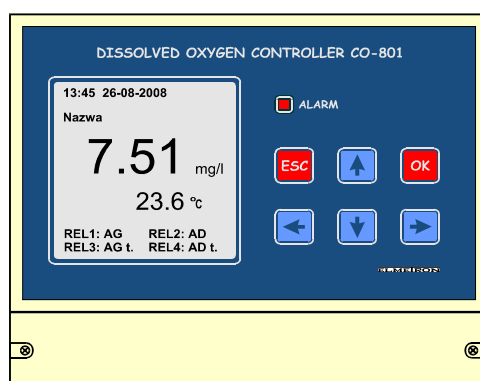 DISSOLVED OXYGEN CONTROLLER CO-801
13:45 26-08-2008
Nazwa
7.51 mg/l
23.6 °c
REL1: AG REL2: AD
REL3: AG t. REL4: AD t.
ALARM
ESC OK
ELMEIRON